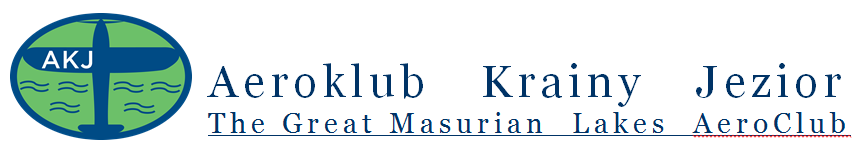 AKJ
Aeroklub Krainy Jezior
The Great Masurian Lakes AeroClub